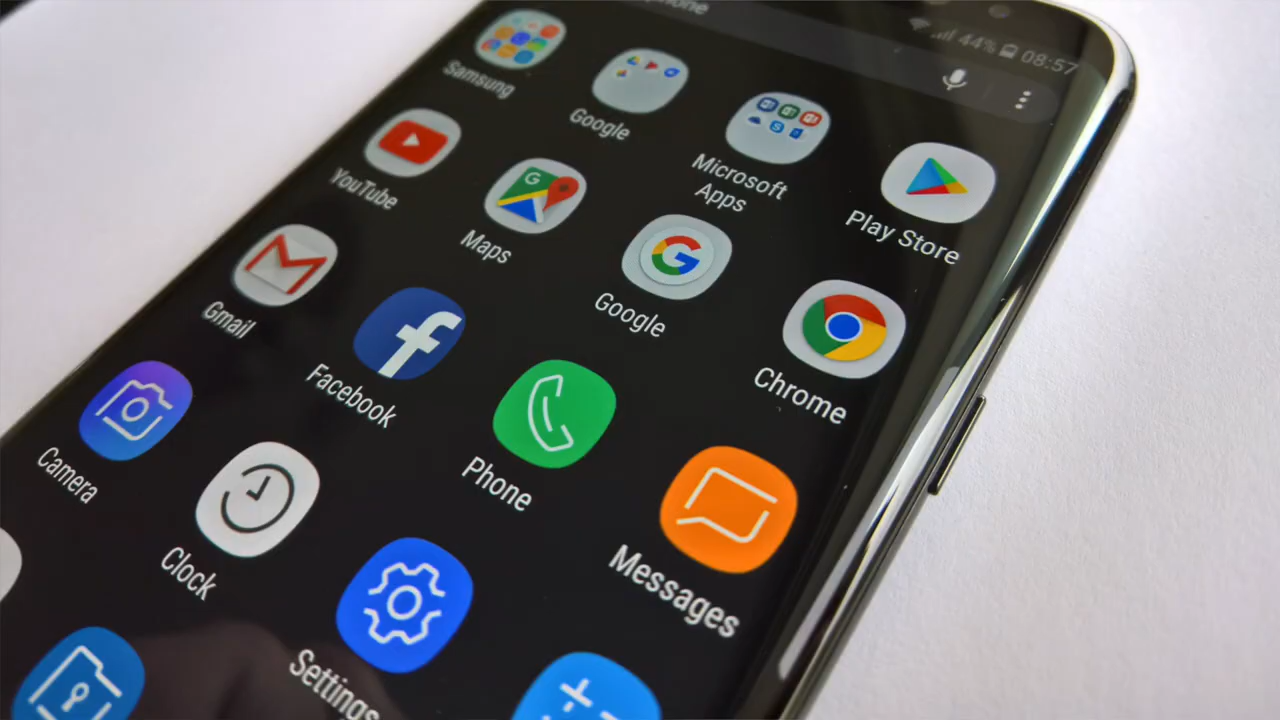 phone
44% 08:57
Samsung
Google
Microsoft
Apps
Play Store
YouTube
Maps
Google
Chrome
Gmail
Facebook
Phone
Messages
Camera
Clock
Settings